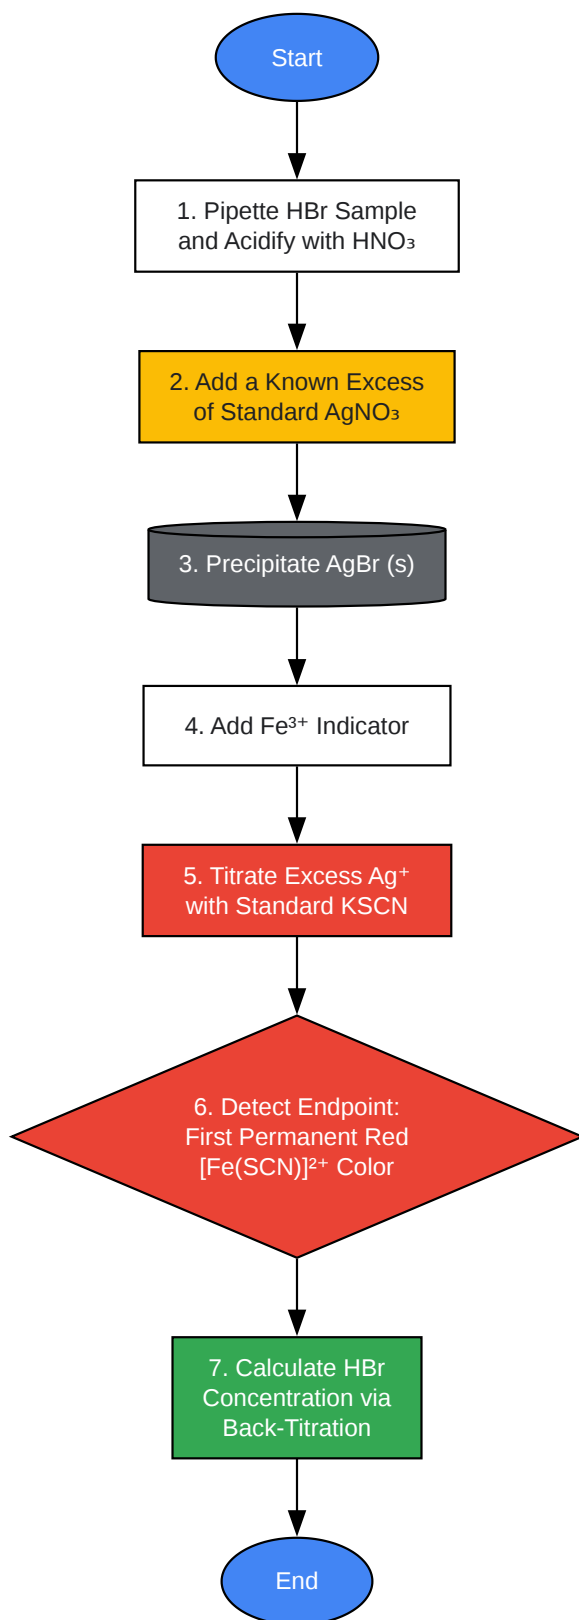 Start
1. Pipette HBr Sample
and Acidify with HNO₃
2. Add a Known Excess
of Standard AgNO₃
3. Precipitate AgBr (s)
4. Add Fe³⁺ Indicator
5. Titrate Excess Ag⁺
with Standard KSCN
6. Detect Endpoint:
First Permanent Red
[Fe(SCN)]²⁺ Color
7. Calculate HBr
Concentration via
Back-Titration
End